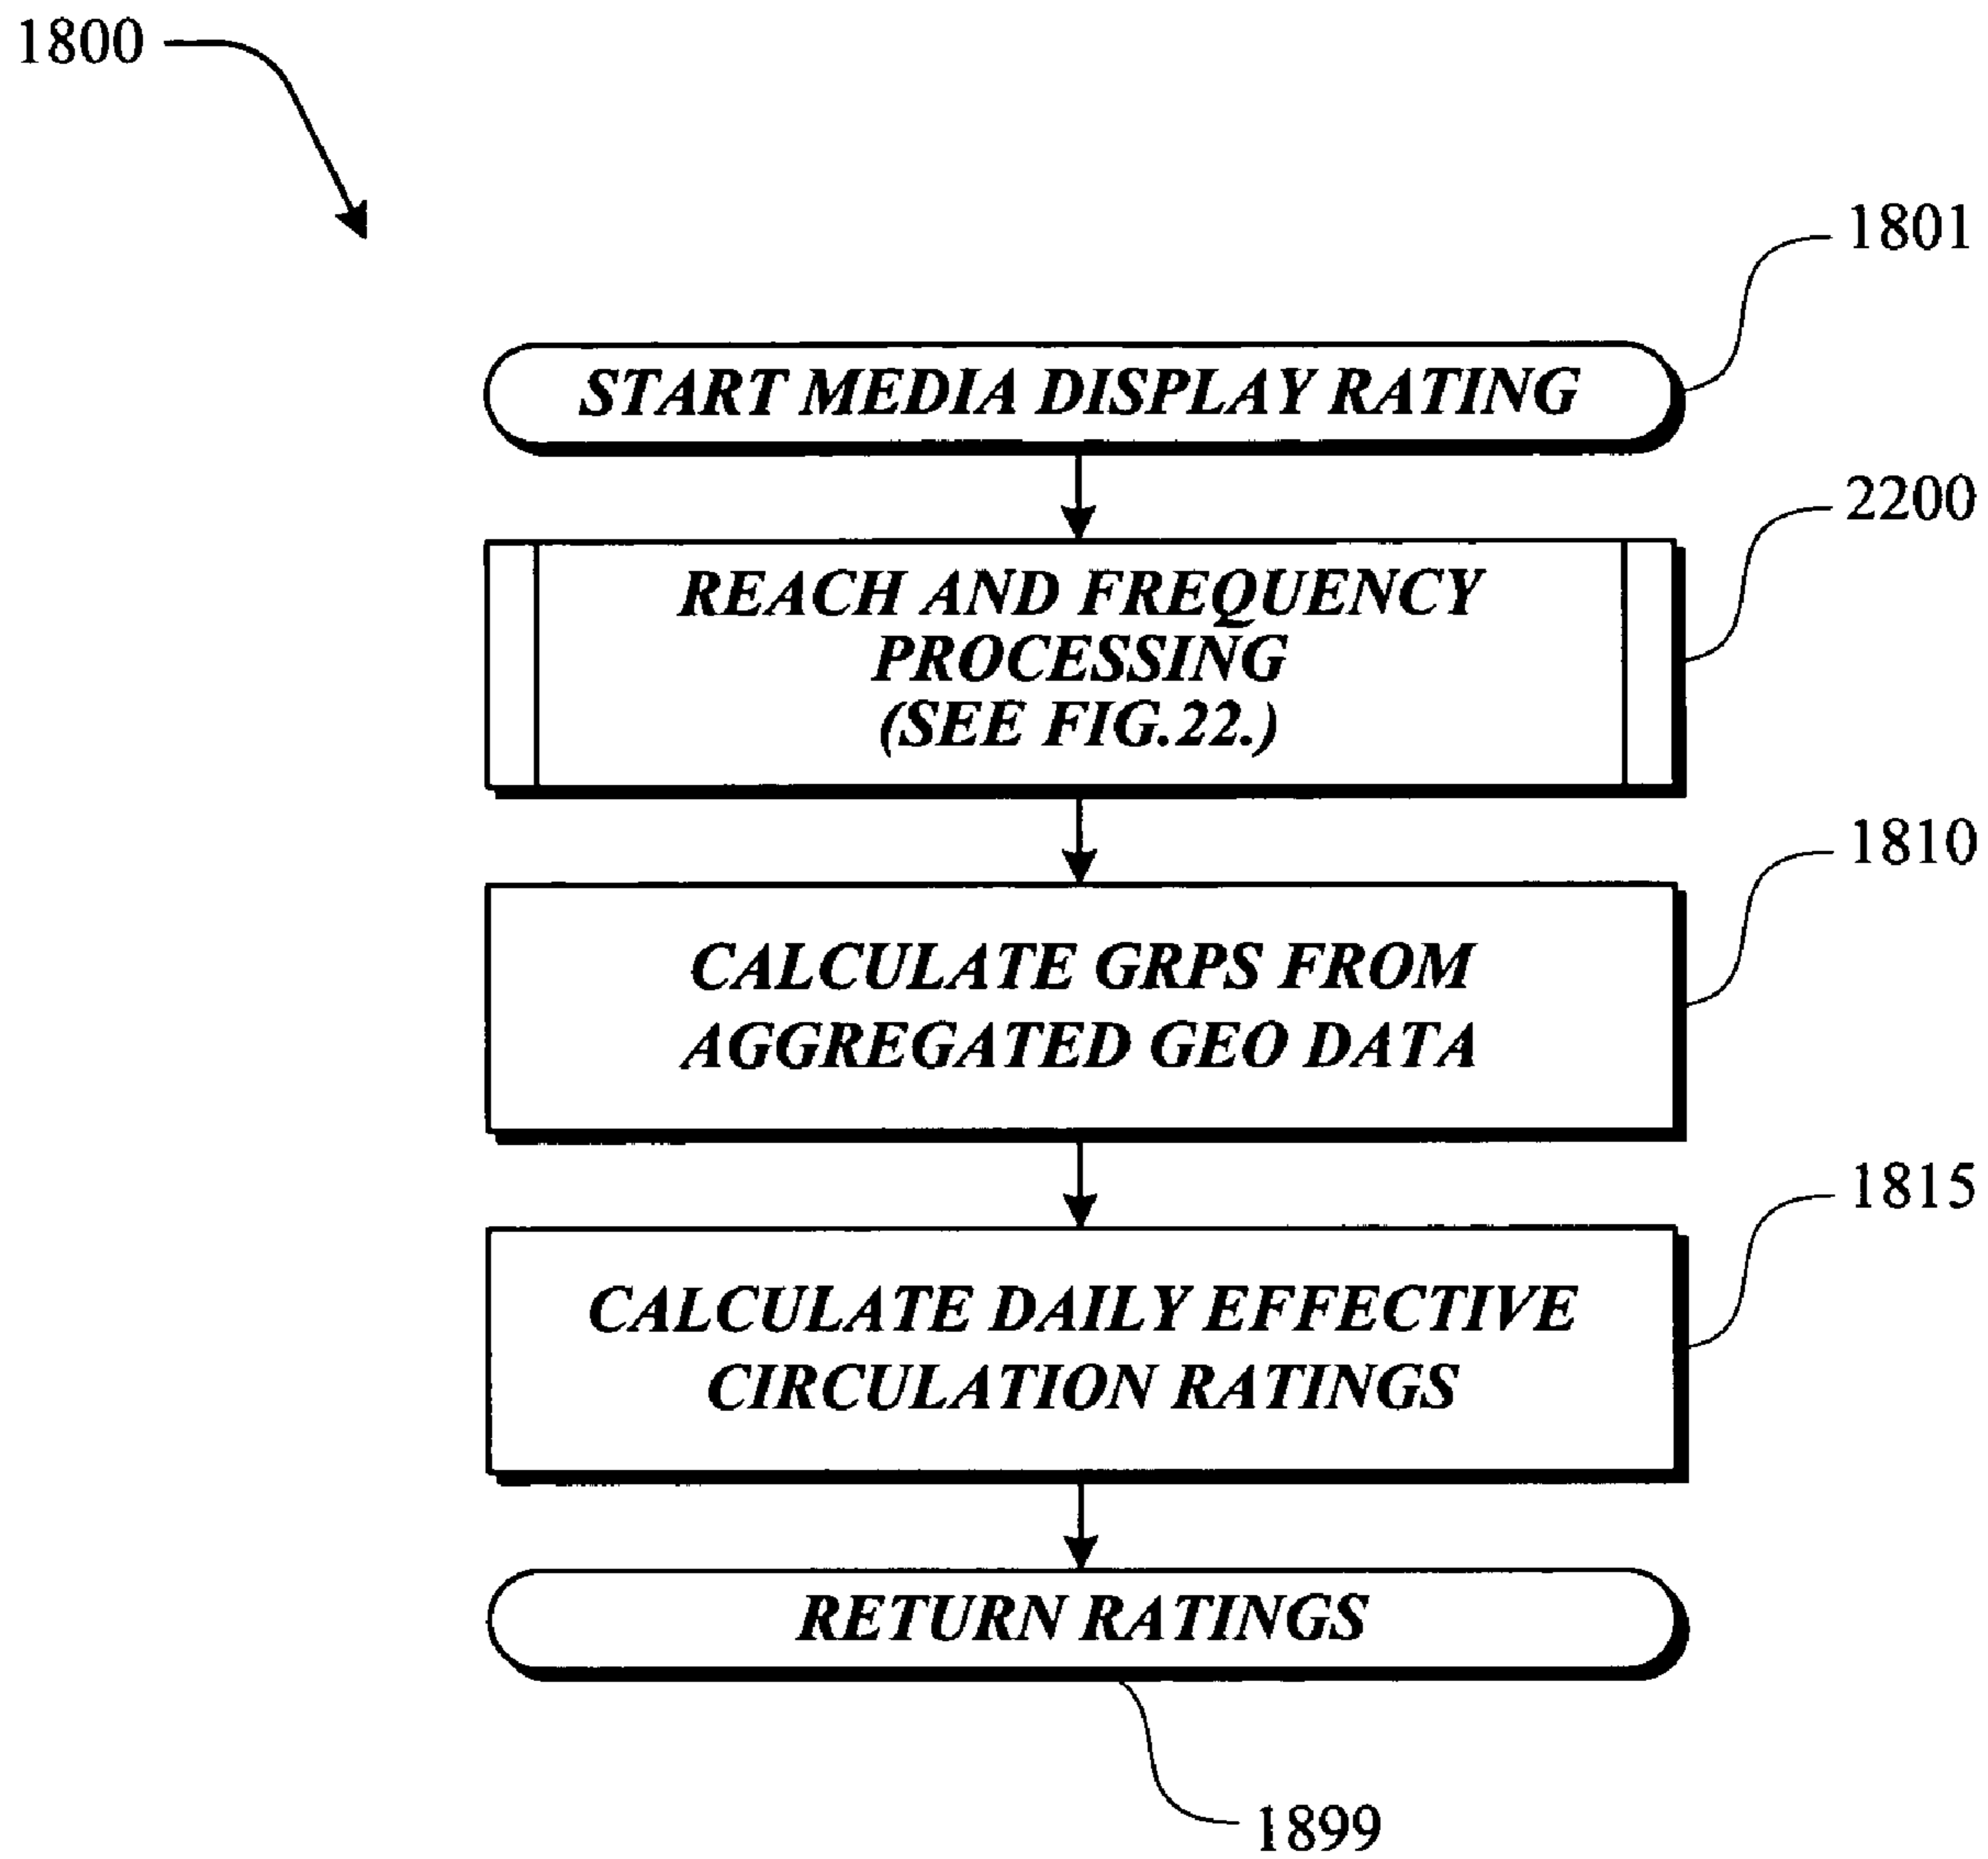 1800
1801
START MEDIA DISPLAY RATING
2200
REACH AND FREQUENCY
PROCESSING
(SEE FIG.22.)
1810
CALCULATE GRPS FROM
AGGREGATED GEO DATA
1815
CALCULATE DAILY EFFECTIVE
CIRCULATION RATINGS
RETURN RATINGS
1899